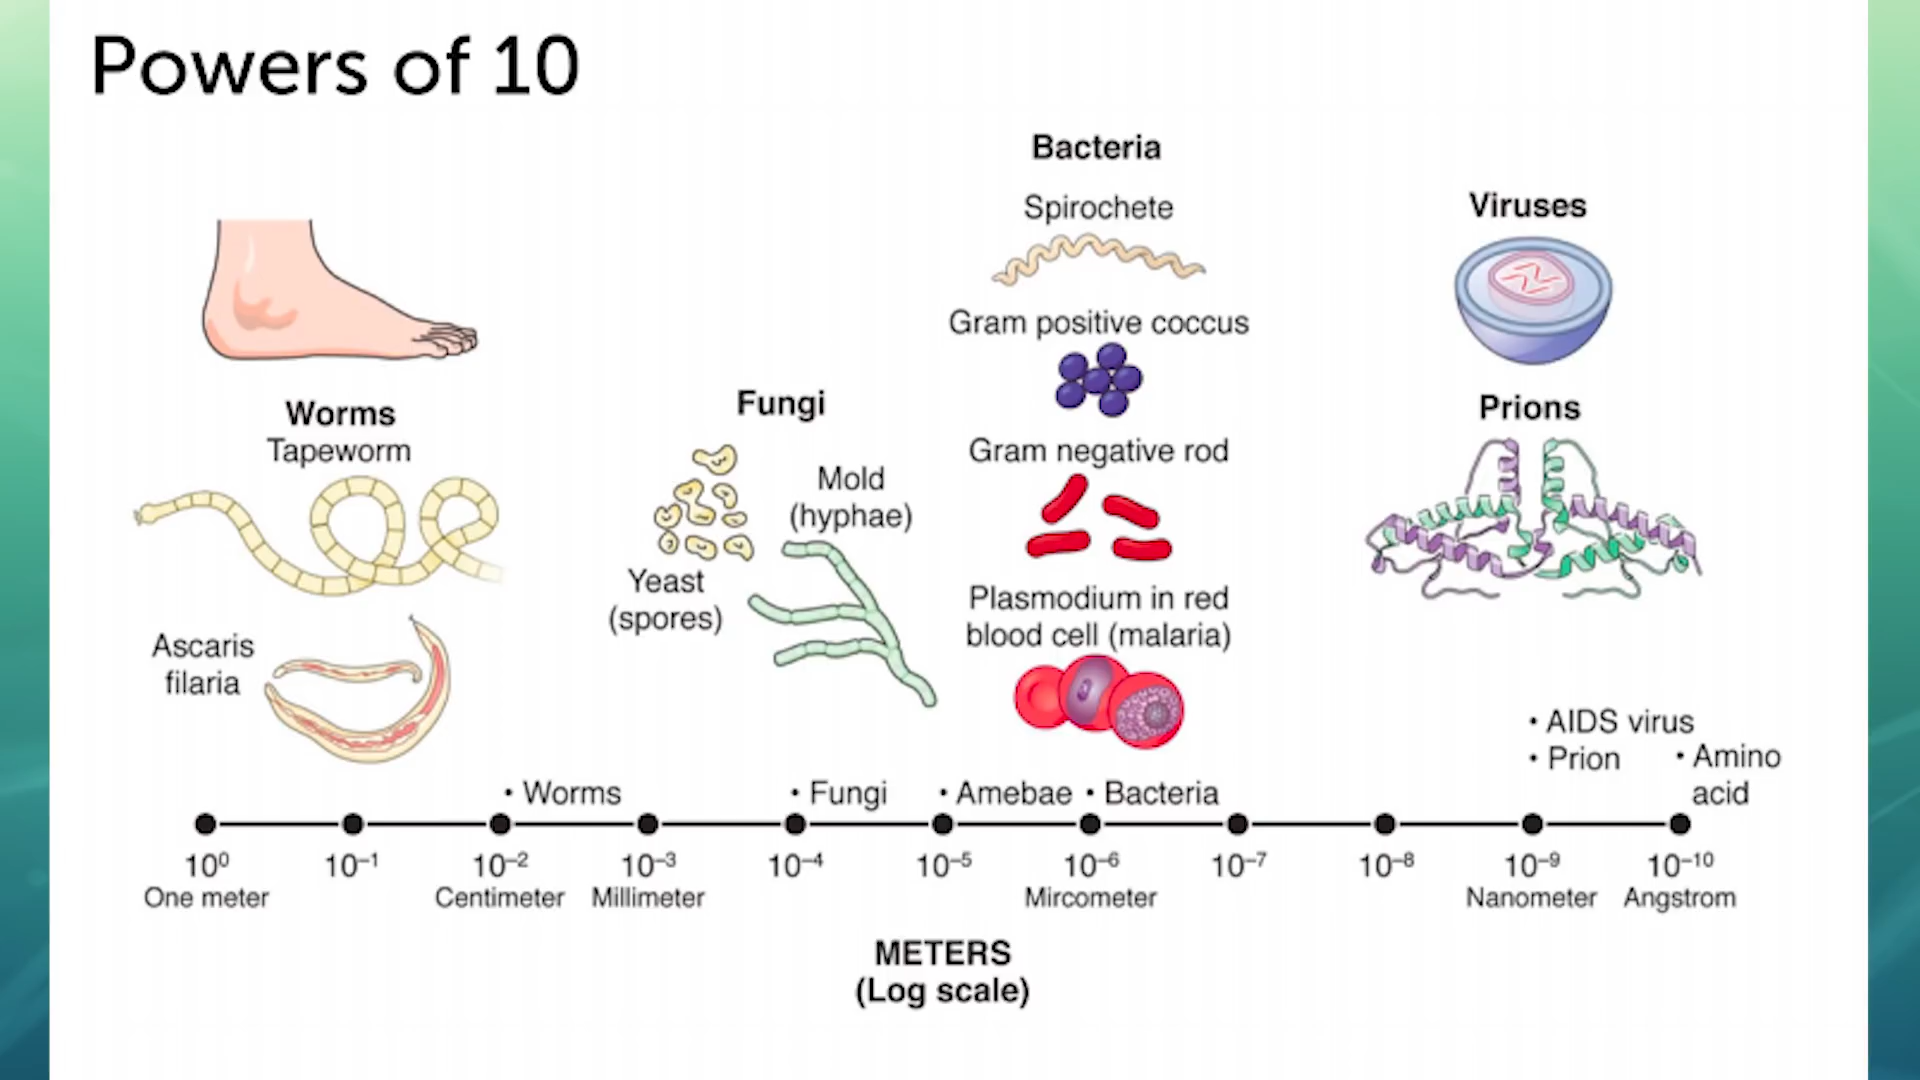 Powers of 10
Bacteria
Spirochete
Gram positive coccus
Gram negative rod
Plasmodium in red
blood cell (malaria)
Viruses
Prions
Worms
Tapeworm
Ascaris
filaria
Fungi
Mold
(hyphae)
Yeast
(spores)
• AIDS virus
• Prion
• Amino
acid
• Worms
• Fungi
• Amebae
• Bacteria
10⁰
One meter
10⁻¹
10⁻²
Centimeter
10⁻³
Millimeter
10⁻⁴
10⁻⁵
10⁻⁶
Mircometer
10⁻⁷
10⁻⁸
10⁻⁹
Nanometer
10⁻¹⁰
Angstrom
METERS
(Log scale)